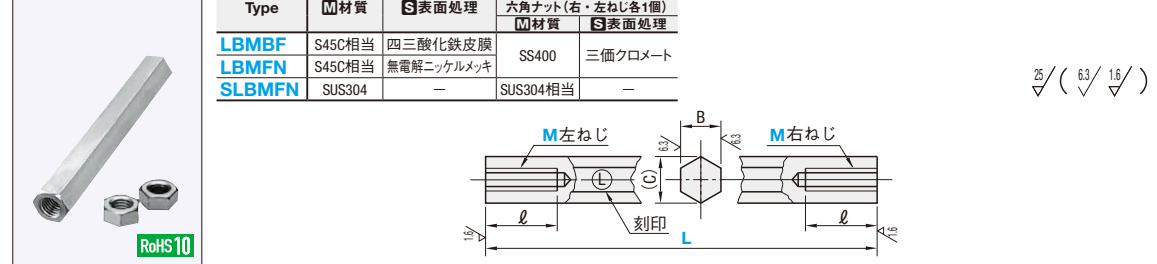 Type M材質 S表面処理 六角ナット(右・左ねじ各1個)
M材質 S表面処理
LBMBF S45C相当 四三酸化鉄皮膜 SS400 三価クロメート
LBMFN S45C相当 無電解ニッケルメッキ
SLBMFN SUS304 － SUS304相当 －
25 ( 6.3 1.6 )
B
M左ねじ 6.3 6.3 M右ねじ
L (C)
ℓ 刻印 ℓ
1.6 L 1.6
RoHS10